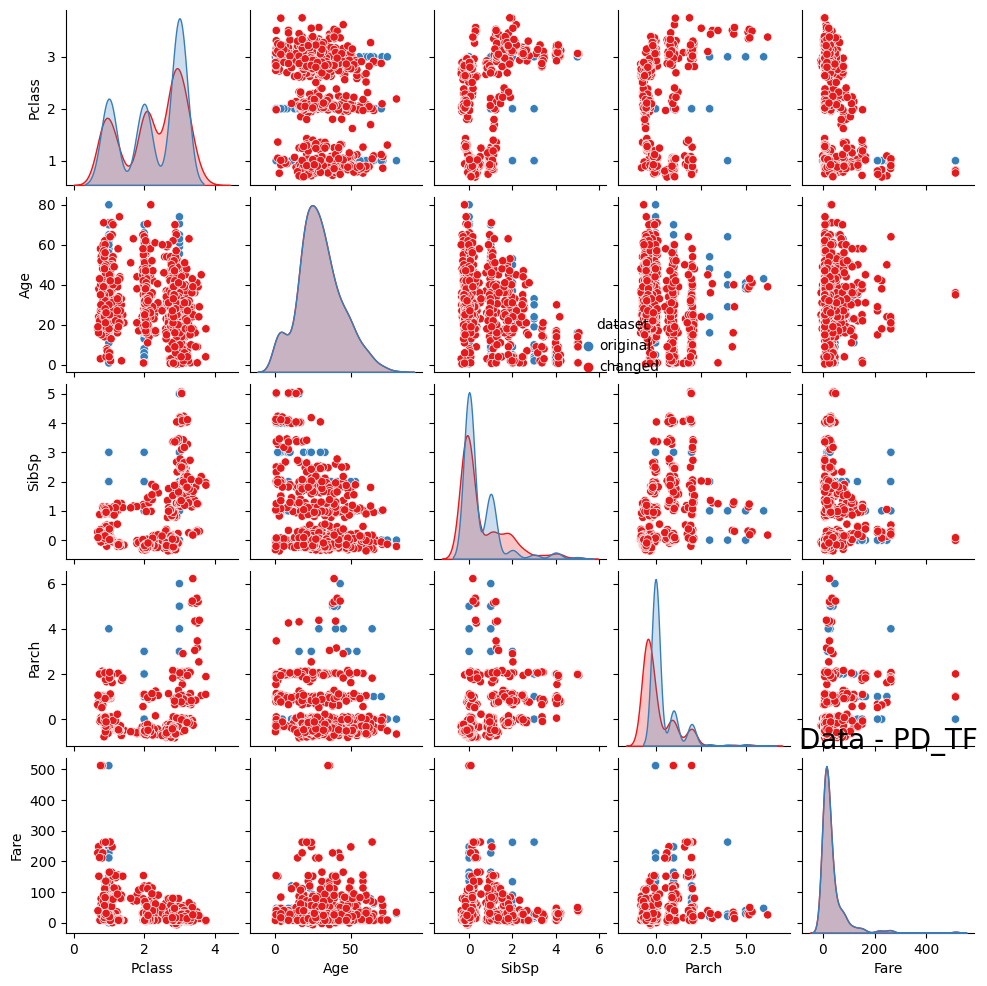 Pclass
3
2
1
Age
80
60
40
20
0
dataset
original
changed
SibSp
5
4
3
2
1
0
Parch
6
4
2
0
Data - PD_TF
Fare
500
400
300
200
100
0
0 2 4
0 50
0 2 4 6
0.0 2.5 5.0
0 200 400
Pclass Age SibSp Parch Fare